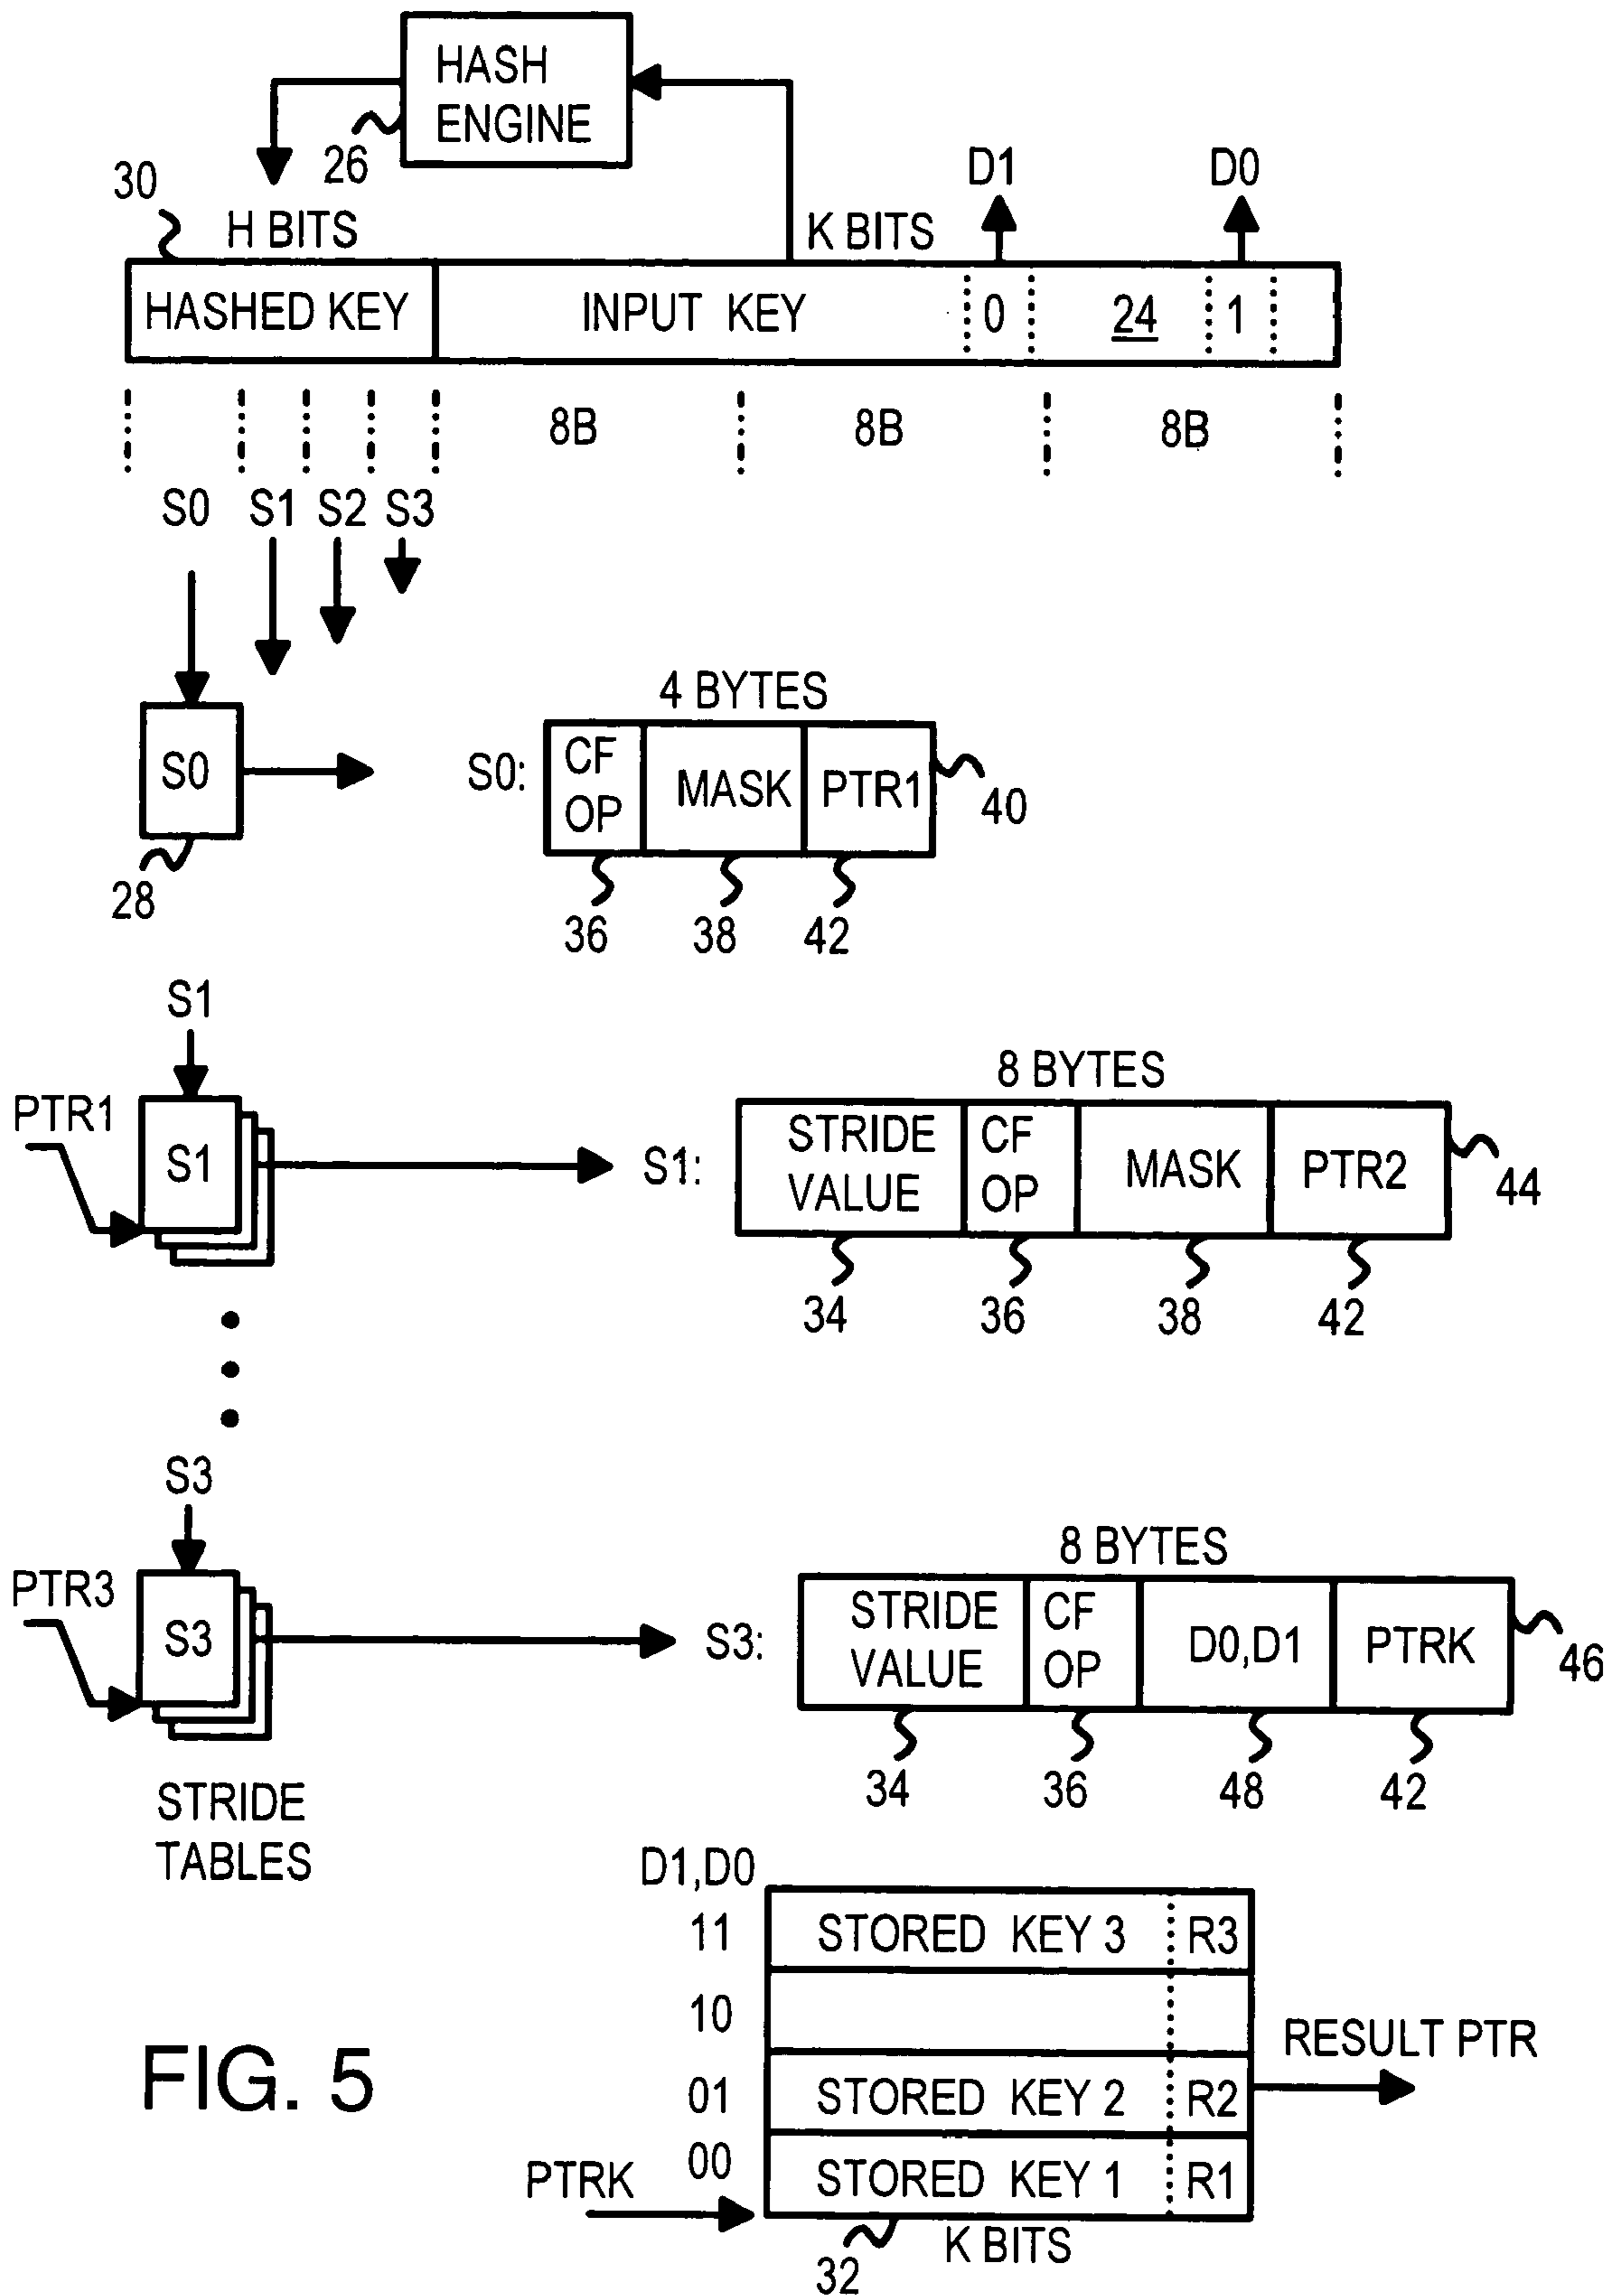 HASH
ENGINE
26
D1
D0
30
H BITS
K BITS
HASHED KEY
INPUT KEY
0
24
1
8B
8B
8B
S0
S1
S2
S3
4 BYTES
S0
S0:
CF
OP
MASK
PTR1
40
28
36
38
42
S1
8 BYTES
PTR1
S1
S1:
STRIDE
VALUE
CF
OP
MASK
PTR2
44
34
36
38
42
S3
8 BYTES
PTR3
S3
S3:
STRIDE
VALUE
CF
OP
D0,D1
PTRK
46
34
36
48
42
STRIDE
TABLES
D1,D0
11
STORED KEY 3
R3
10
RESULT PTR
01
STORED KEY 2
R2
00
STORED KEY 1
R1
PTRK
K BITS
32
FIG. 5